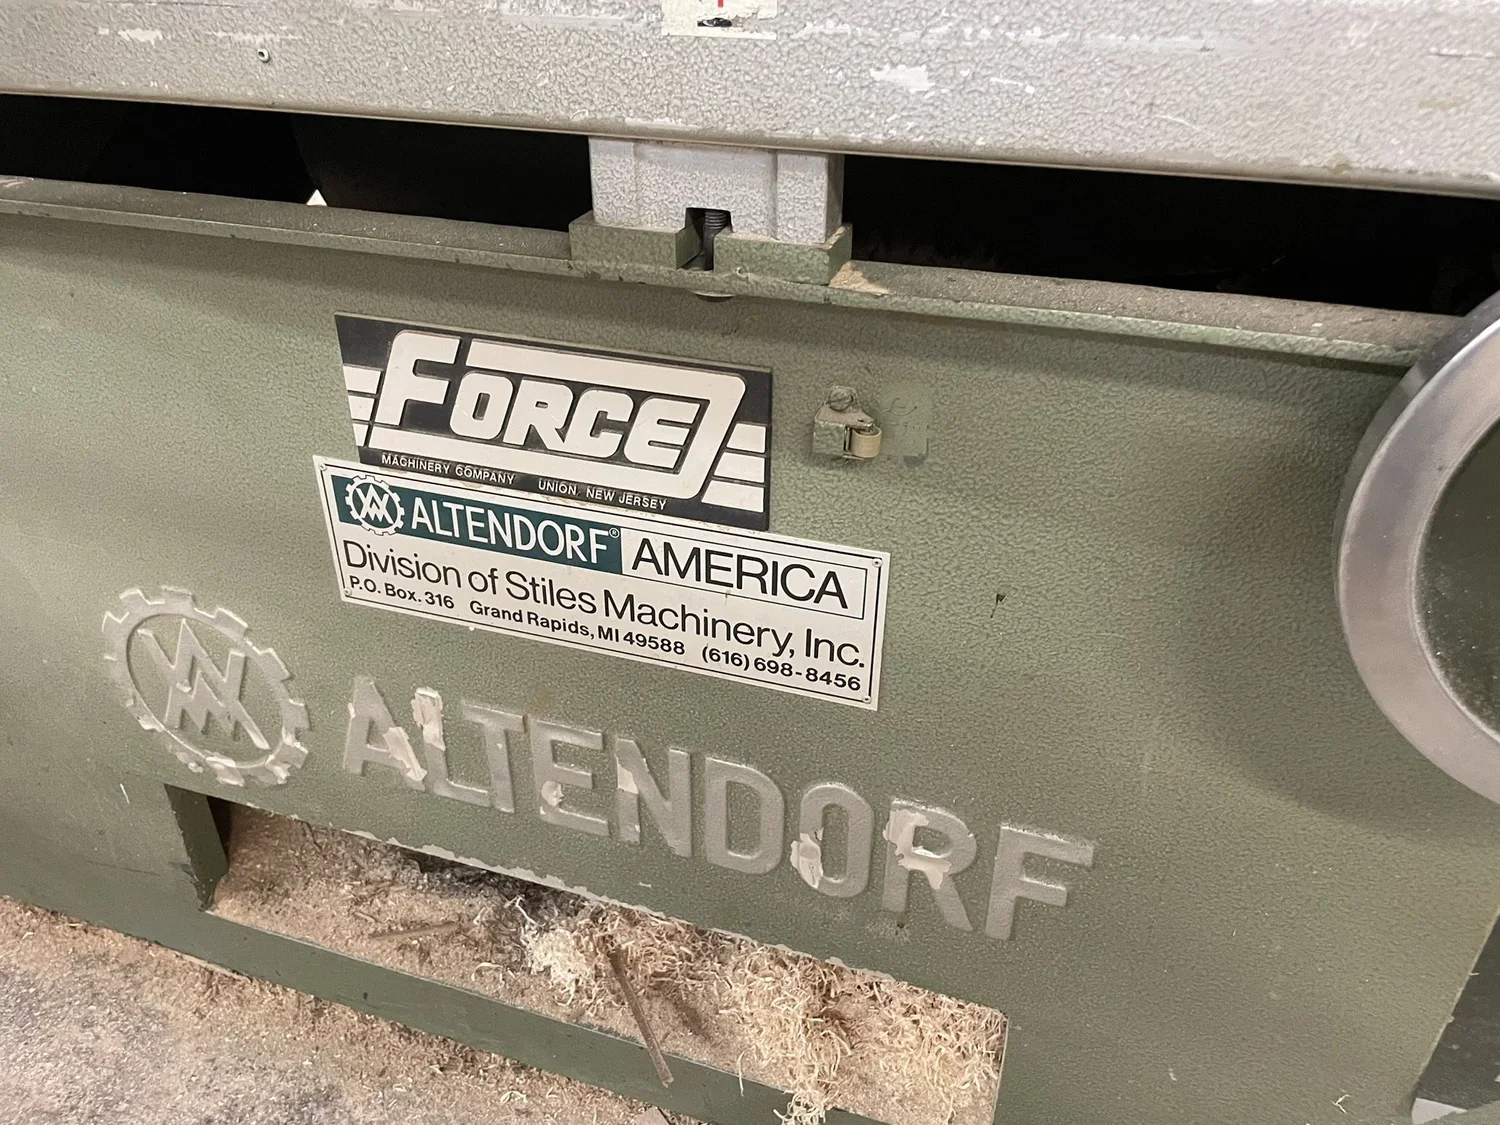 FORCE
MACHINERY COMPANY UNION, NEW JERSEY
ALTENDORF® AMERICA
Division of Stiles Machinery, Inc.
P.O. Box. 316 Grand Rapids, MI 49588 (616) 698-8456
ALTENDORF